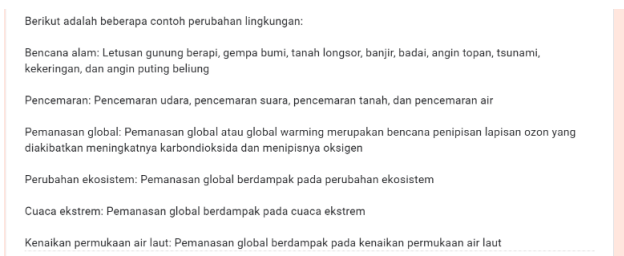 Berikut adalah beberapa contoh perubahan lingkungan:
Bencana alam: Letusan gunung berapi, gempa bumi, tanah longsor, banjir, badai, angin topan, tsunami,
kekeringan, dan angin puting beliung
Pencemaran: Pencemaran udara, pencemaran suara, pencemaran tanah, dan pencemaran air
Pemanasan global: Pemanasan global atau global warming merupakan bencana penipisan lapisan ozon yang
diakibatkan meningkatnya karbondioksida dan menipisnya oksigen
Perubahan ekosistem: Pemanasan global berdampak pada perubahan ekosistem
Cuaca ekstrem: Pemanasan global berdampak pada cuaca ekstrem
Kenaikan permukaan air laut: Pemanasan global berdampak pada kenaikan permukaan air laut